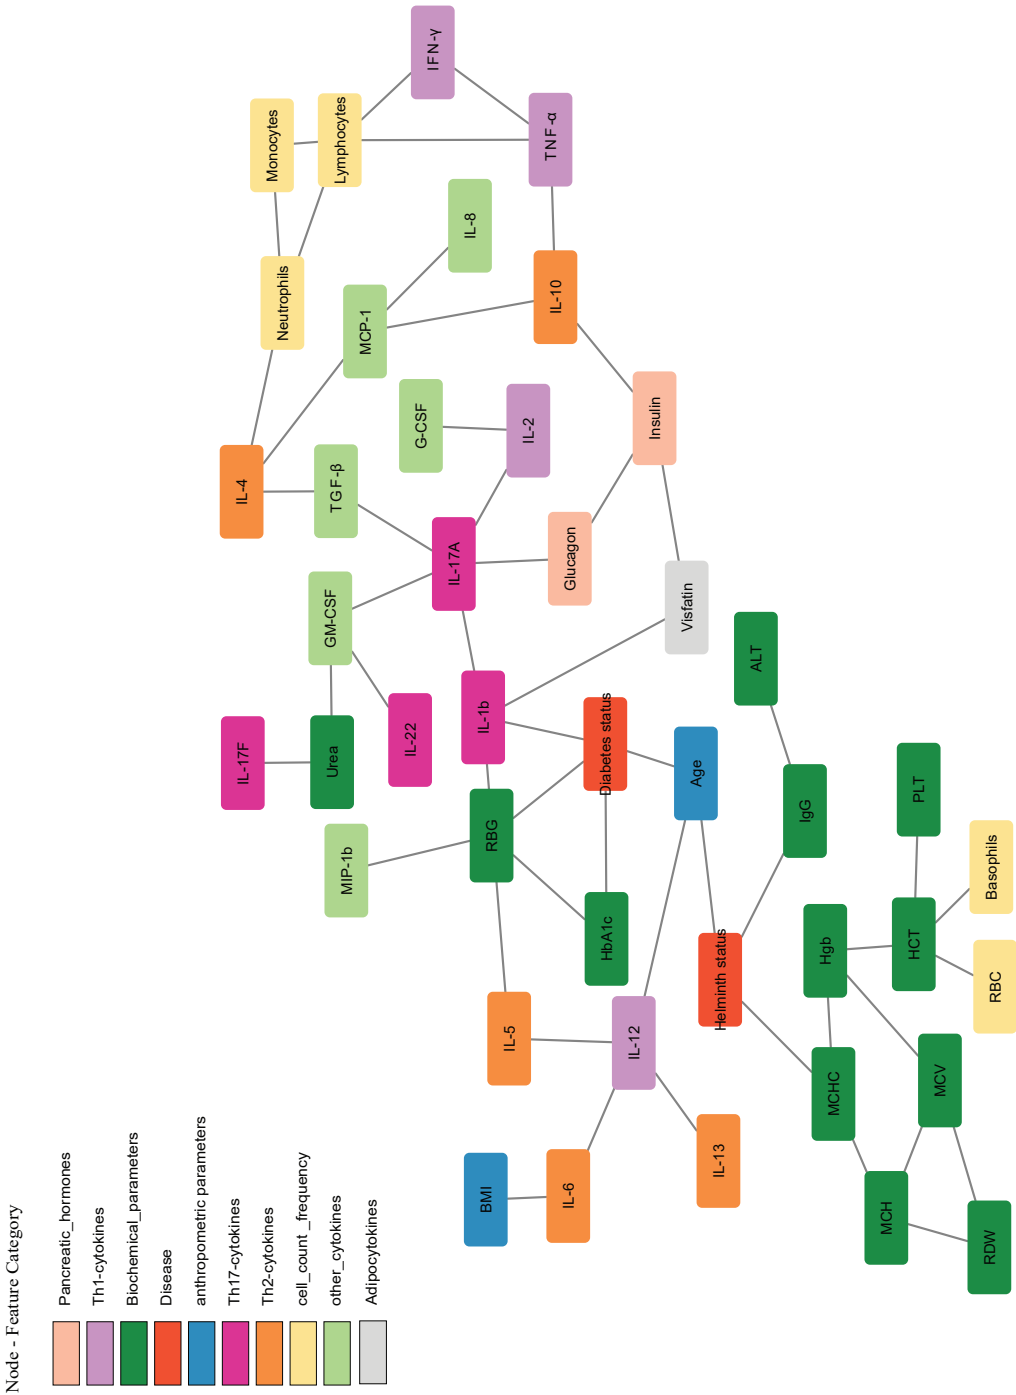 Node - Feature Category
Pancreatic_hormones
Th1-cytokines
Biochemical_parameters
Disease
anthropometric parameters
Th17-cytokines
Th2-cytokines
cell_count _frequency
other_cytokines
Adipocytokines
IL-4
IL-17F
Monocytes
Neutrophils
Lymphocytes
IFN-γ
TNF-α
IL-8
MCP-1
IL-10
G-CSF
IL-2
TGF-β
Insulin
IL-17A
Glucagon
GM-CSF
Visfatin
Urea
IL-22
IL-1b
Diabetes status
ALT
MIP-1b
RBG
Age
IgG
PLT
HbA1c
Helminth status
Hgb
HCT
Basophils
RBC
IL-5
IL-12
MCHC
MCV
BMI
IL-6
IL-13
MCH
RDW